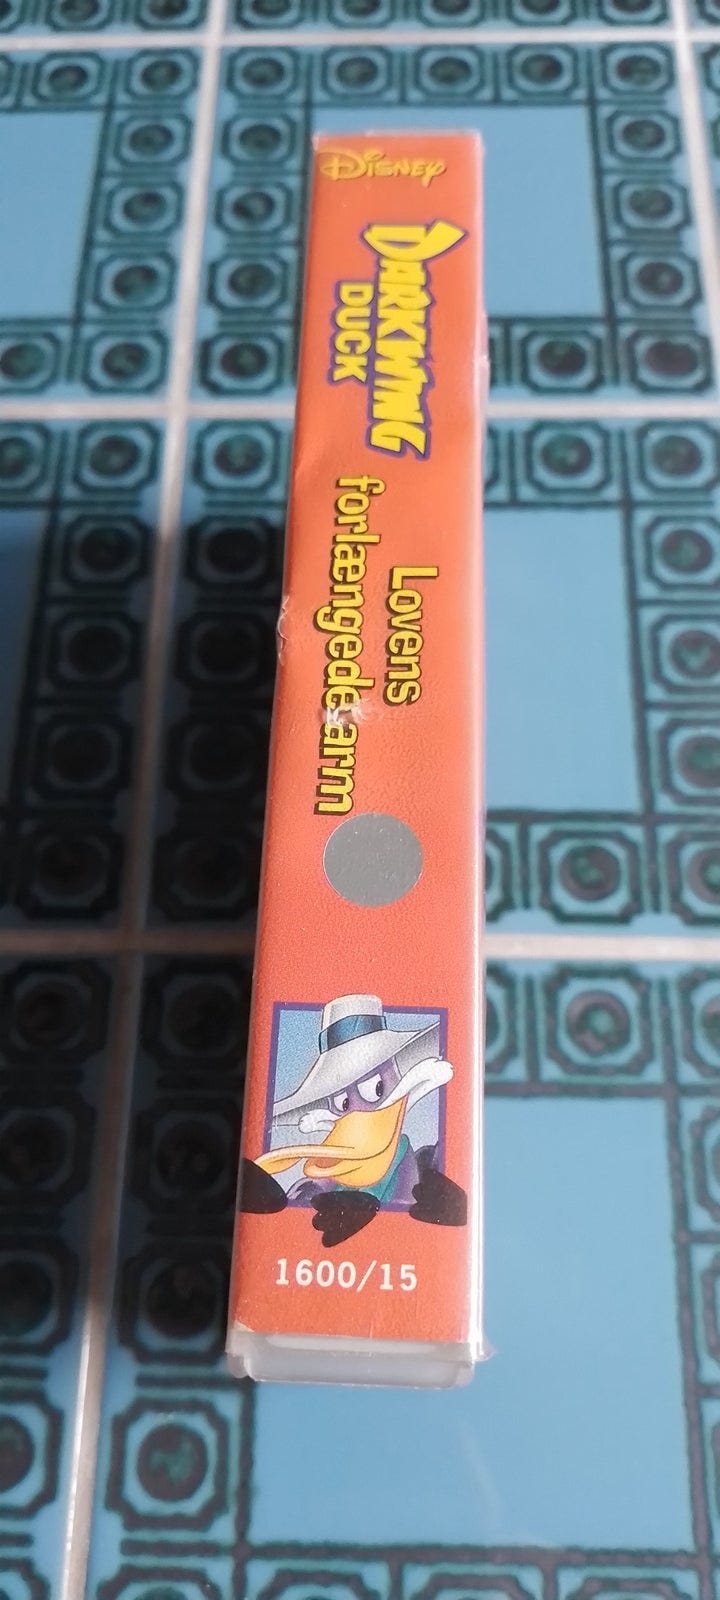 Disney
DARKWING
DUCK
Lovens
forlængede arm
1600/15